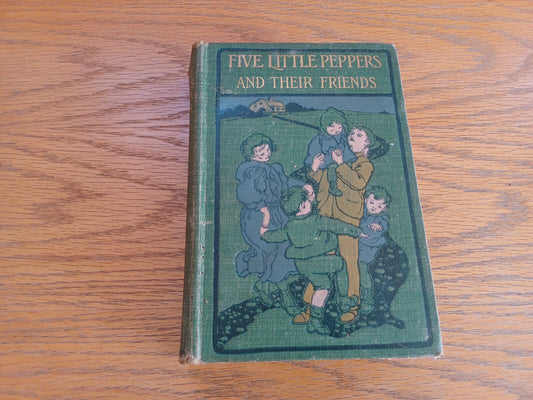 FIVE LITTLE PEPPERS
AND THEIR FRIENDS